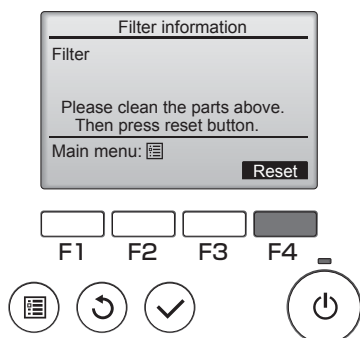 Filter information
Filter
Please clean the parts above.
Then press reset button.
Main menu:
Reset
F1 F2 F3 F4